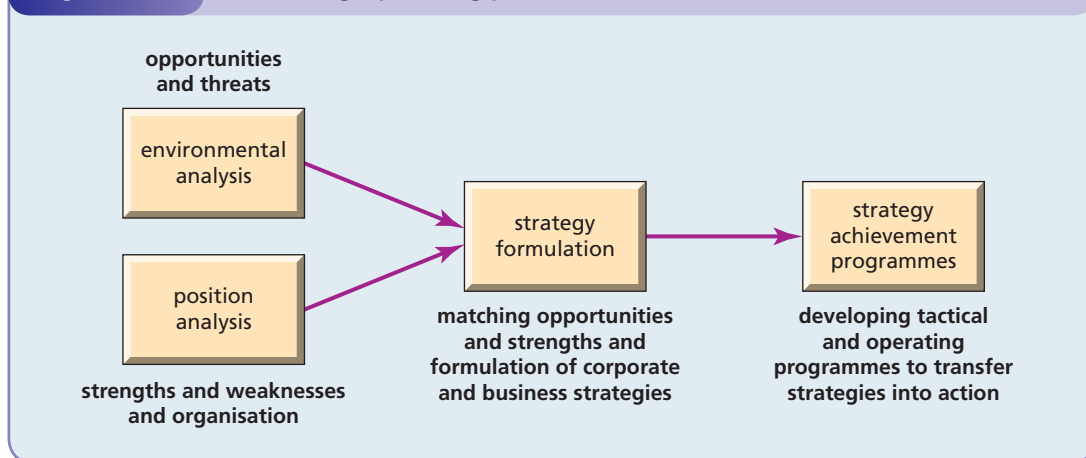 opportunities
and threats
environmental
analysis
position
analysis
strengths and weaknesses
and organisation
strategy
formulation
matching opportunities
and strengths and
formulation of corporate
and business strategies
strategy
achievement
programmes
developing tactical
and operating
programmes to transfer
strategies into action